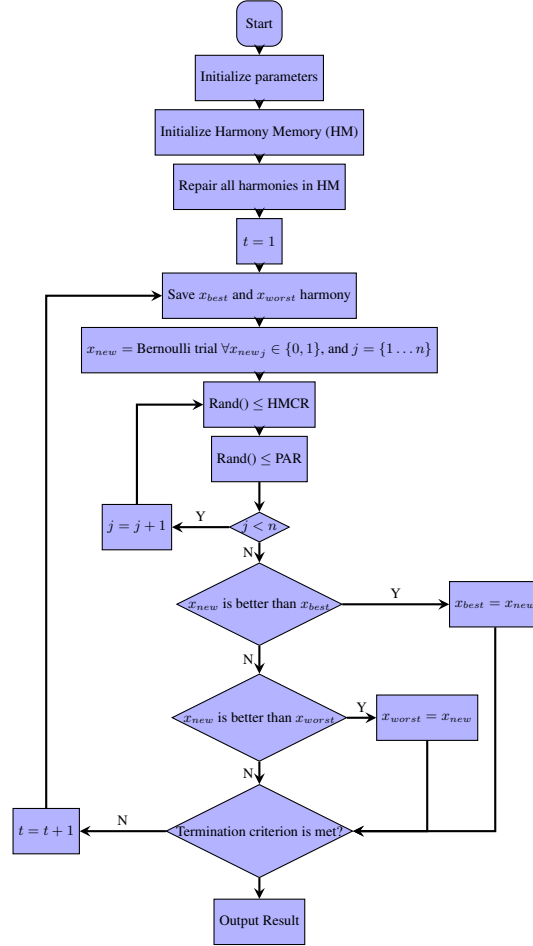 Start
Initialize parameters
Initialize Harmony Memory (HM)
Repair all harmonies in HM
t = 1
Save x_best and x_worst harmony
x_new = Bernoulli trial ∀x_new_j ∈ {0, 1}, and j = {1 … n}
Rand() ≤ HMCR
Rand() ≤ PAR
j = j + 1
Y
j < n
N
x_new is better than x_best
Y
x_best = x_new
N
x_new is better than x_worst
Y
x_worst = x_new
N
t = t + 1
N
Termination criterion is met?
Output Result